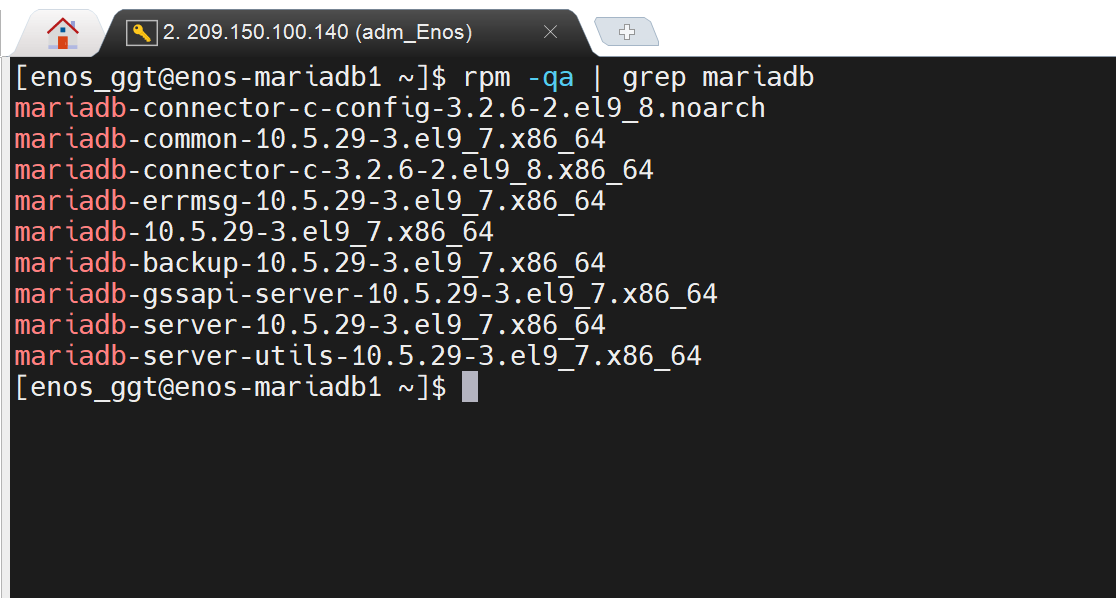 2. 209.150.100.140 (adm_Enos)
[enos_ggt@enos-mariadb1 ~]$ rpm -qa | grep mariadb
mariadb-connector-c-config-3.2.6-2.el9_8.noarch
mariadb-common-10.5.29-3.el9_7.x86_64
mariadb-connector-c-3.2.6-2.el9_8.x86_64
mariadb-errmsg-10.5.29-3.el9_7.x86_64
mariadb-10.5.29-3.el9_7.x86_64
mariadb-backup-10.5.29-3.el9_7.x86_64
mariadb-gssapi-server-10.5.29-3.el9_7.x86_64
mariadb-server-10.5.29-3.el9_7.x86_64
mariadb-server-utils-10.5.29-3.el9_7.x86_64
[enos_ggt@enos-mariadb1 ~]$